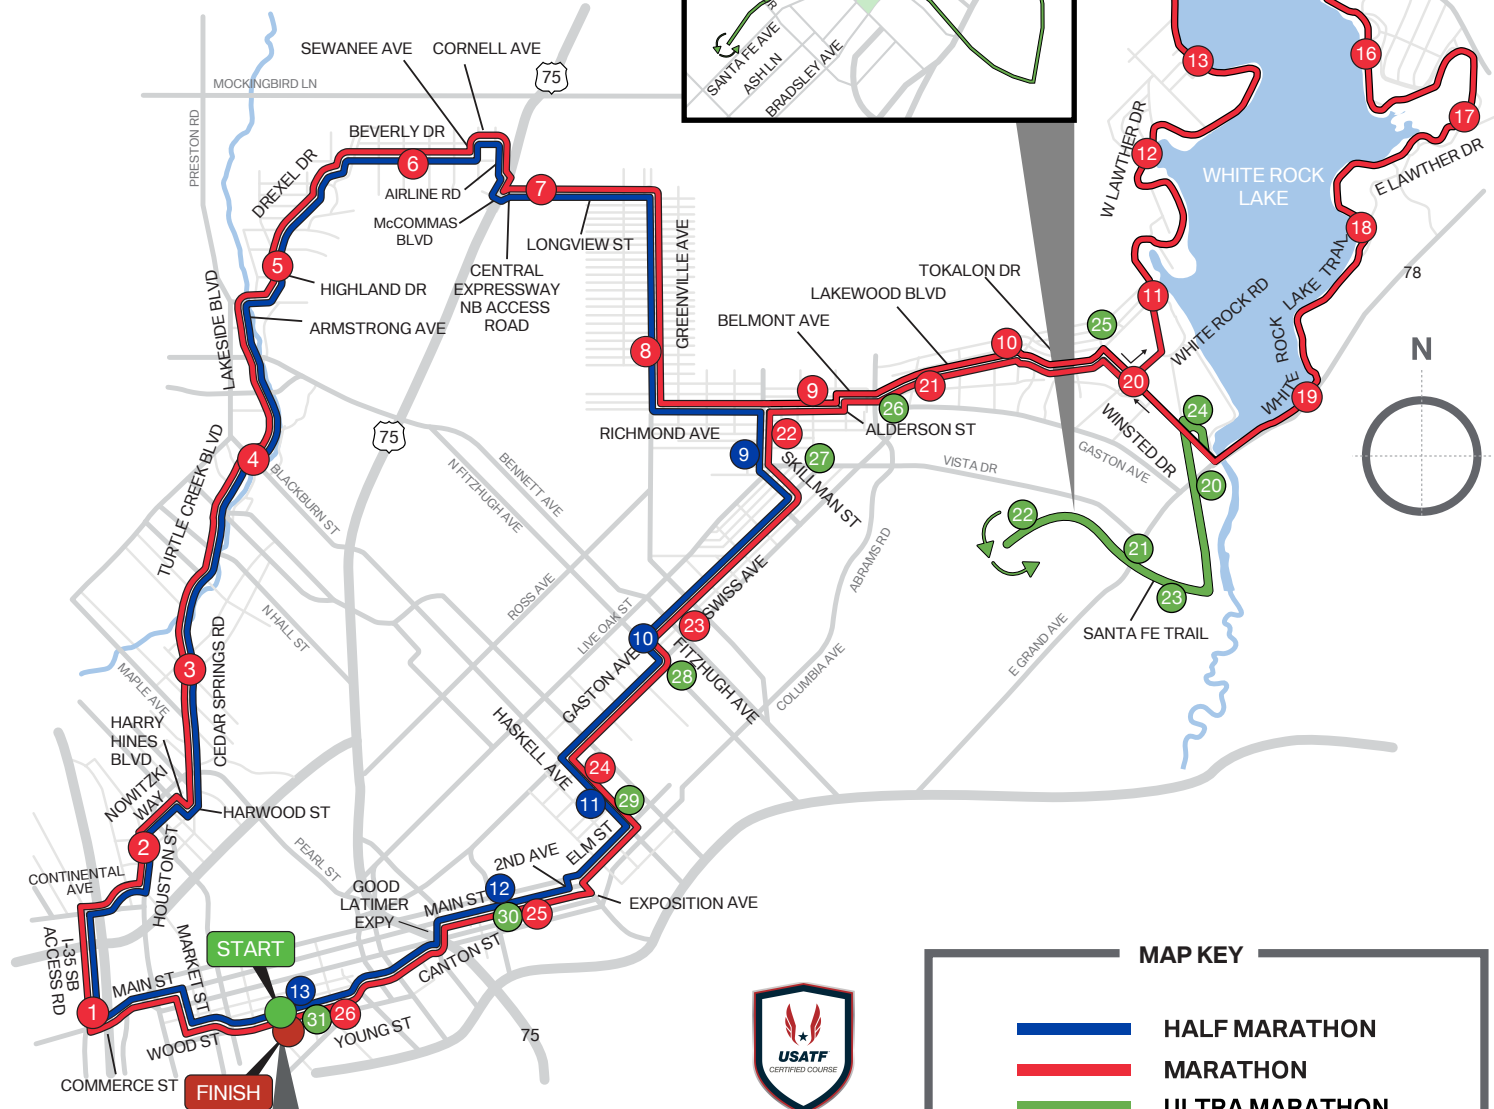 SEWANEE AVE
CORNELL AVE
75
MOCKINGBIRD LN
PRESTON RD
BEVERLY DR
6
AIRLINE RD
DREXEL DR
McCOMMAS
BLVD
7
LONGVIEW ST
CENTRAL
EXPRESSWAY
NB ACCESS
ROAD
5
HIGHLAND DR
ARMSTRONG AVE
LAKESIDE BLVD
GREENVILLE AVE
8
SANTA FE AVE
ASH LN
BRADSLEY AVE
13
16
17
12
W LAWTHER DR
WHITE ROCK
LAKE
E LAWTHER DR
18
78
11
WHITE ROCK RD
WHITE ROCK LAKE TRAIL
19
N
TOKALON DR
LAKEWOOD BLVD
BELMONT AVE
25
10
9
21
20
26
ALDERSON ST
24
WINSTED DR
GASTON AVE
20
RICHMOND AVE
9
22
27
SKILLMAN ST
VISTA DR
22
21
23
SANTA FE TRAIL
75
4
TURTLE CREEK BLVD
BLACKBURN ST
N FITZHUGH AVE
BENNETT AVE
ROSS AVE
LIVE OAK ST
ABRAMS RD
SWISS AVE
N HALL ST
MAPLE AVE
3
CEDAR SPRINGS RD
10
23
28
GASTON AVE
FITZHUGH AVE
COLUMBIA AVE
E GRAND AVE
HASKELL AVE
24
11
29
ELM ST
HARRY
HINES
BLVD
NOWITZKI
WAY
HARWOOD ST
2
HOUSTON ST
CONTINENTAL
AVE
PEARL ST
2ND AVE
12
MAIN ST
30
25
EXPOSITION AVE
GOOD
LATIMER
EXPY
CANTON ST
I-35 SB
ACCESS RD
MARKET ST
START
MAIN ST
1
13
31
26
YOUNG ST
WOOD ST
COMMERCE ST
FINISH
75
USATF
CERTIFIED COURSE
MAP KEY
HALF MARATHON
MARATHON
ULTRA MARATHON